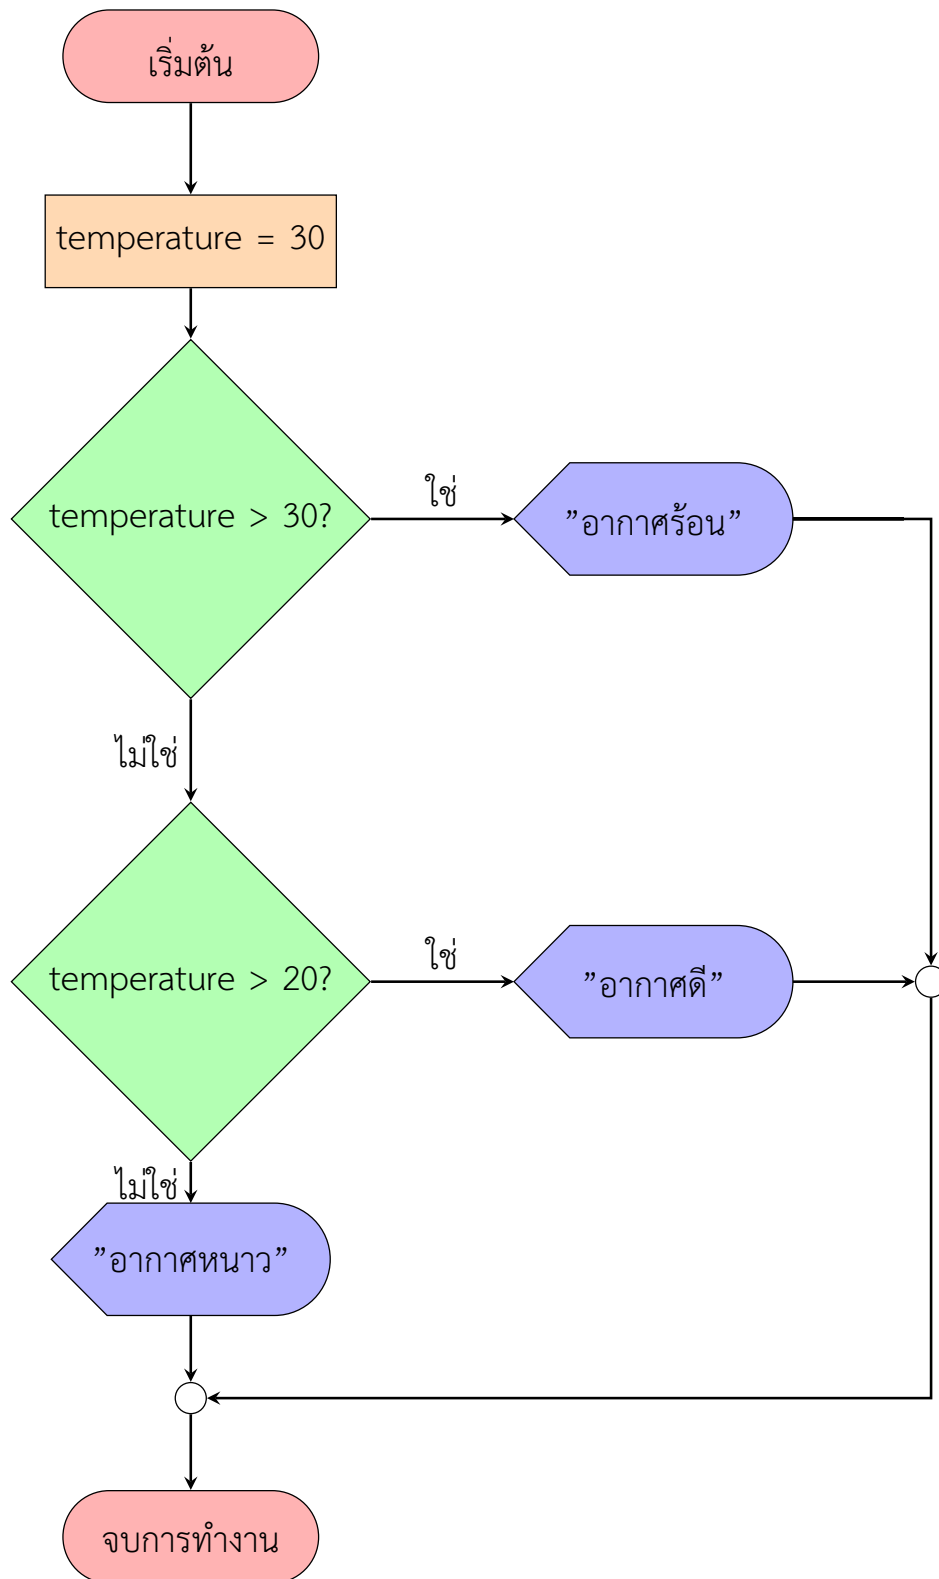 เริ่มต้น
temperature = 30
temperature > 30?
ใช่
”อากาศร้อน”
ไม่ใช่
temperature > 20?
ใช่
”อากาศดี”
ไม่ใช่
”อากาศหนาว”
จบการทำงาน